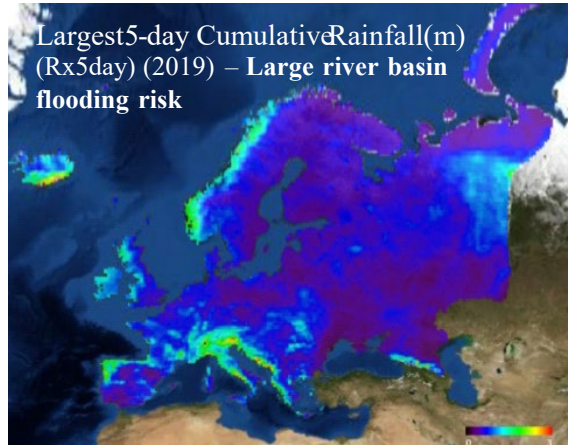 Largest5-day CumulativeRainfall(m)
(Rx5day) (2019) – Large river basin
flooding risk